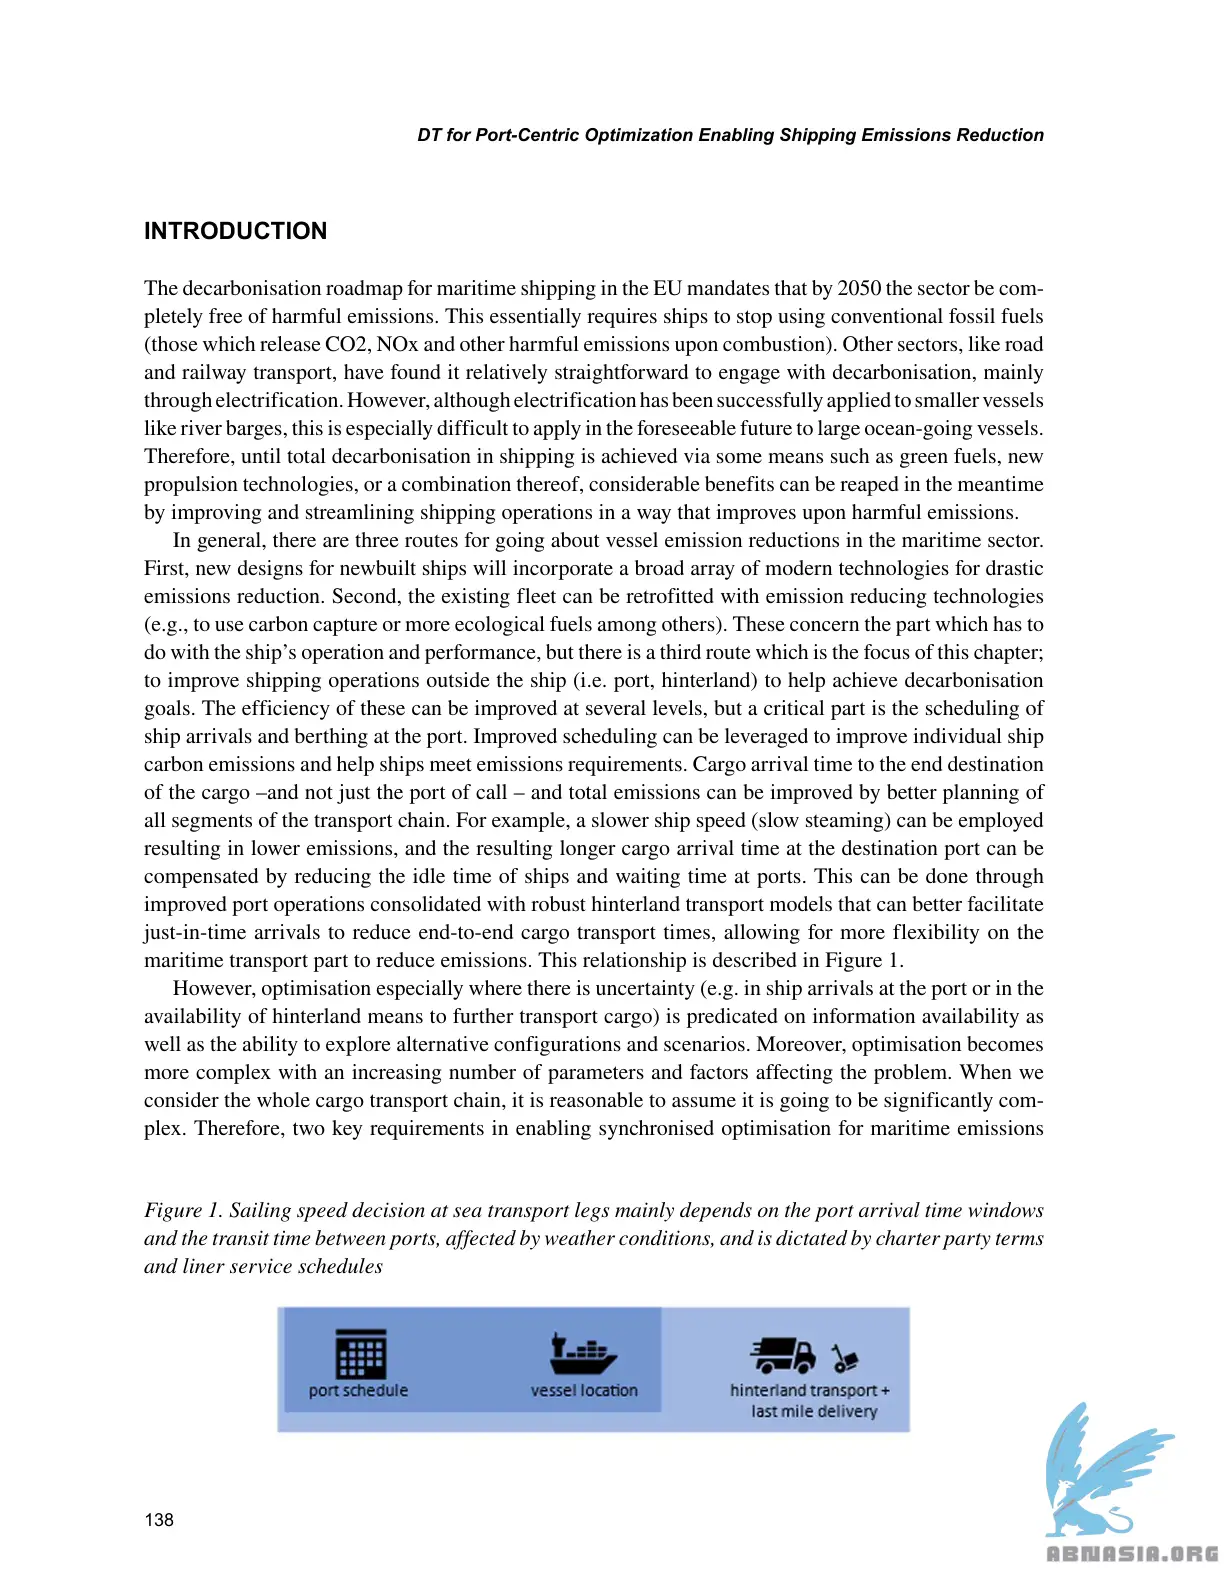 DT for Port-Centric Optimization Enabling Shipping Emissions Reduction
INTRODUCTION
The decarbonisation roadmap for maritime shipping in the EU mandates that by 2050 the sector be com-
pletely free of harmful emissions. This essentially requires ships to stop using conventional fossil fuels
(those which release CO2, NOx and other harmful emissions upon combustion). Other sectors, like road
and railway transport, have found it relatively straightforward to engage with decarbonisation, mainly
through electrification. However, although electrification has been successfully applied to smaller vessels
like river barges, this is especially difficult to apply in the foreseeable future to large ocean-going vessels.
Therefore, until total decarbonisation in shipping is achieved via some means such as green fuels, new
propulsion technologies, or a combination thereof, considerable benefits can be reaped in the meantime
by improving and streamlining shipping operations in a way that improves upon harmful emissions.
In general, there are three routes for going about vessel emission reductions in the maritime sector.
First, new designs for newbuilt ships will incorporate a broad array of modern technologies for drastic
emissions reduction. Second, the existing fleet can be retrofitted with emission reducing technologies
(e.g., to use carbon capture or more ecological fuels among others). These concern the part which has to
do with the ship’s operation and performance, but there is a third route which is the focus of this chapter;
to improve shipping operations outside the ship (i.e. port, hinterland) to help achieve decarbonisation
goals. The efficiency of these can be improved at several levels, but a critical part is the scheduling of
ship arrivals and berthing at the port. Improved scheduling can be leveraged to improve individual ship
carbon emissions and help ships meet emissions requirements. Cargo arrival time to the end destination
of the cargo –and not just the port of call – and total emissions can be improved by better planning of
all segments of the transport chain. For example, a slower ship speed (slow steaming) can be employed
resulting in lower emissions, and the resulting longer cargo arrival time at the destination port can be
compensated by reducing the idle time of ships and waiting time at ports. This can be done through
improved port operations consolidated with robust hinterland transport models that can better facilitate
just-in-time arrivals to reduce end-to-end cargo transport times, allowing for more flexibility on the
maritime transport part to reduce emissions. This relationship is described in Figure 1.
However, optimisation especially where there is uncertainty (e.g. in ship arrivals at the port or in the
availability of hinterland means to further transport cargo) is predicated on information availability as
well as the ability to explore alternative configurations and scenarios. Moreover, optimisation becomes
more complex with an increasing number of parameters and factors affecting the problem. When we
consider the whole cargo transport chain, it is reasonable to assume it is going to be significantly com-
plex. Therefore, two key requirements in enabling synchronised optimisation for maritime emissions
Figure 1. Sailing speed decision at sea transport legs mainly depends on the port arrival time windows
and the transit time between ports, affected by weather conditions, and is dictated by charter party terms
and liner service schedules
port schedule
vessel location
hinterland transport +
last mile delivery
138
ABNASIA.ORG